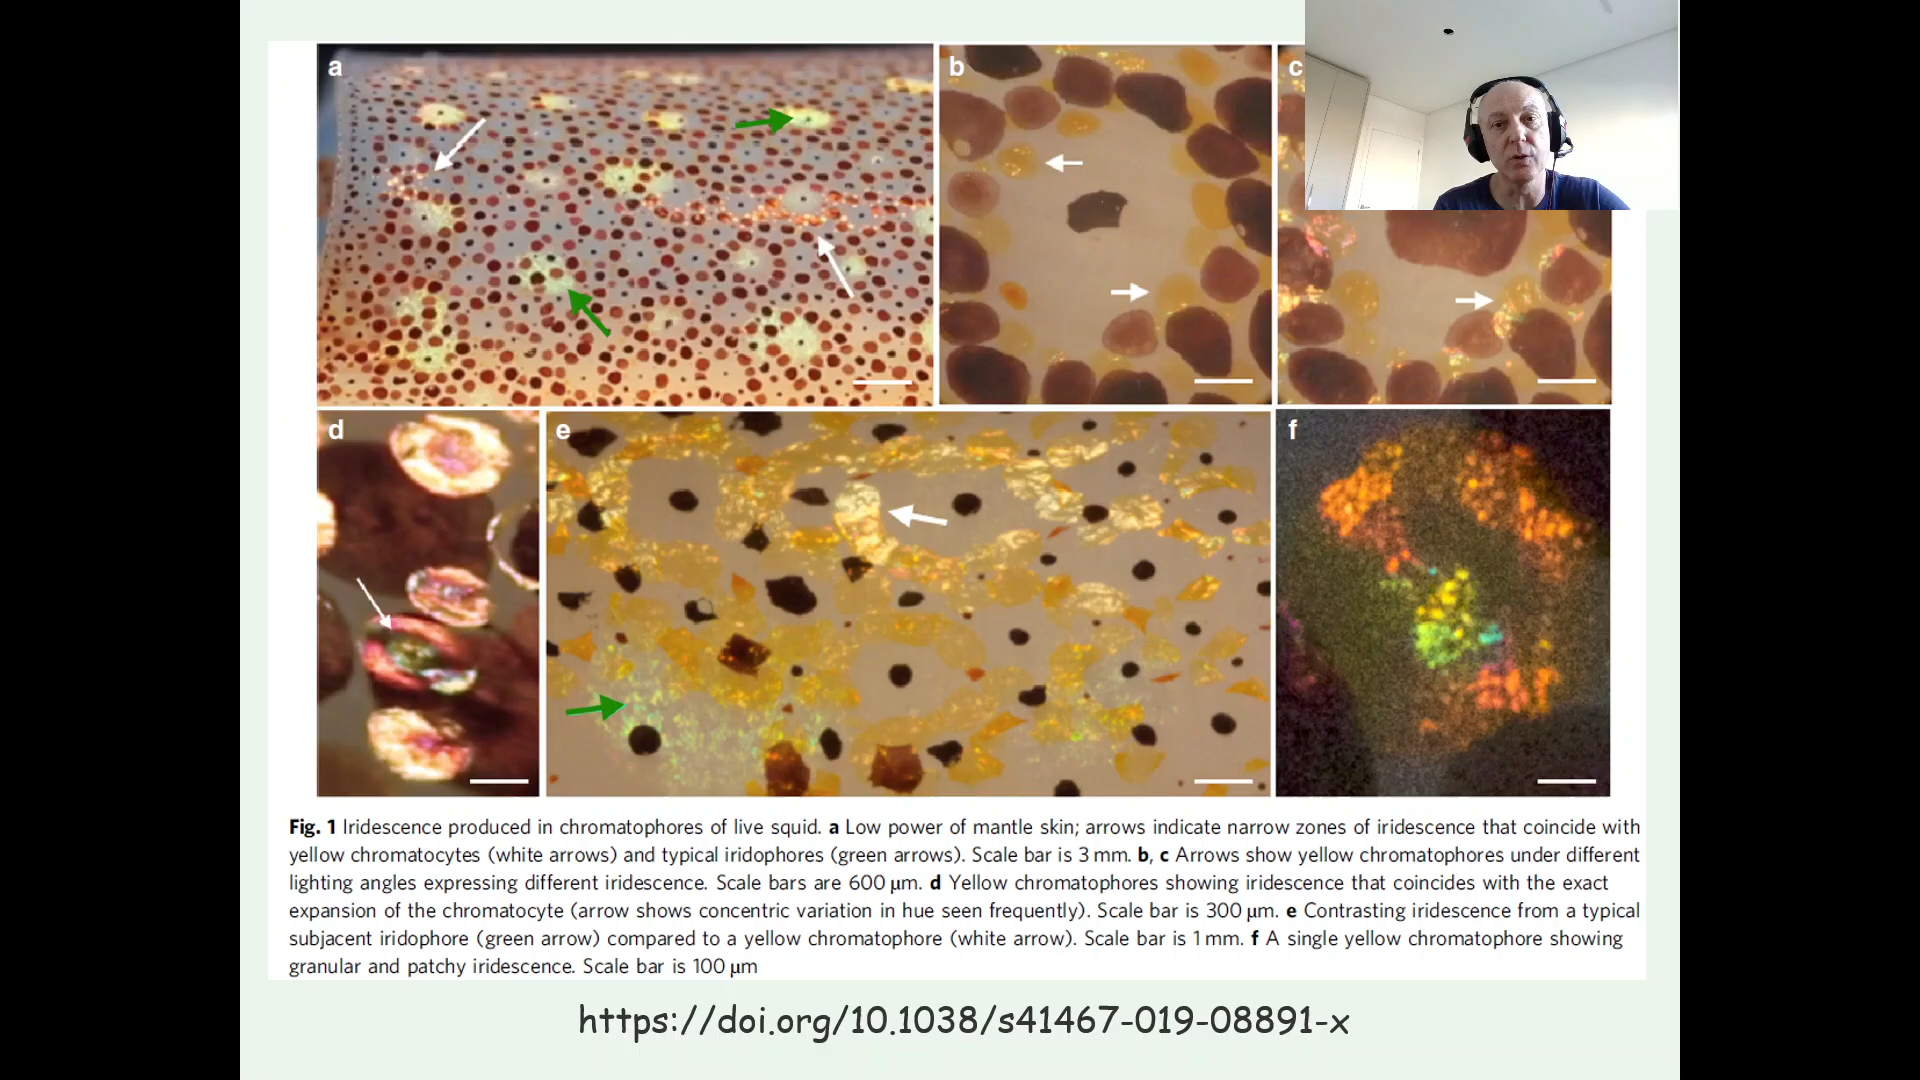 a
b
c
d
e
f
Fig. 1 Iridescence produced in chromatophores of live squid. a Low power of mantle skin; arrows indicate narrow zones of iridescence that coincide with
yellow chromatocytes (white arrows) and typical iridophores (green arrows). Scale bar is 3 mm. b, c Arrows show yellow chromatophores under different
lighting angles expressing different iridescence. Scale bars are 600 μm. d Yellow chromatophores showing iridescence that coincides with the exact
expansion of the chromatocyte (arrow shows concentric variation in hue seen frequently). Scale bar is 300 μm. e Contrasting iridescence from a typical
subjacent iridophore (green arrow) compared to a yellow chromatophore (white arrow). Scale bar is 1 mm. f A single yellow chromatophore showing
granular and patchy iridescence. Scale bar is 100 μm
https://doi.org/10.1038/s41467-019-08891-x